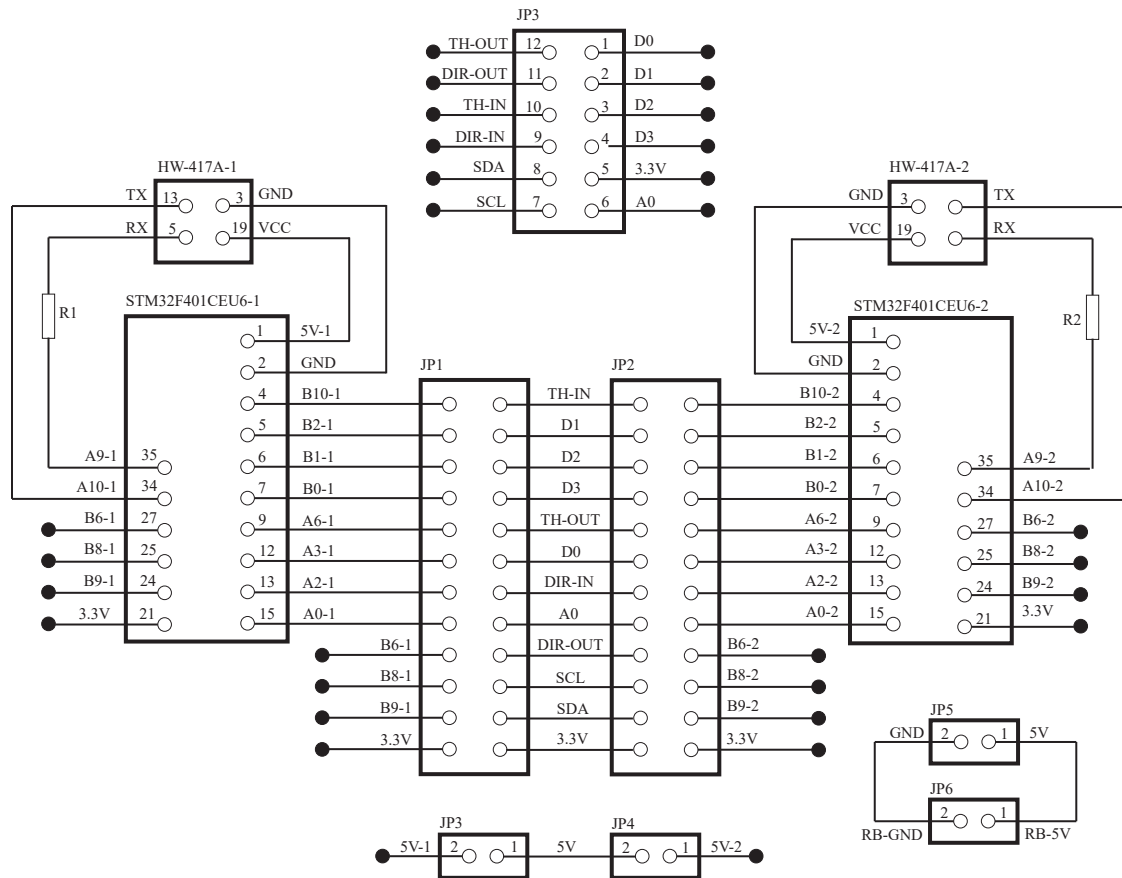 JP3
TH-OUT 12 1 D0
DIR-OUT 11 2 D1
TH-IN 10 3 D2
DIR-IN 9 4 D3
SDA 8 5 3.3V
SCL 7 6 A0
HW-417A-1
TX 13 3 GND
RX 5 19 VCC
HW-417A-2
GND 3 TX
VCC 19 RX
R1
R2
STM32F401CEU6-1
1 5V-1
2 GND
4 B10-1
5 B2-1
6 B1-1
7 B0-1
9 A6-1
12 A3-1
13 A2-1
15 A0-1
A9-1 35
A10-1 34
B6-1 27
B8-1 25
B9-1 24
3.3V 21
JP1
JP2
TH-IN
D1
D2
D3
TH-OUT
D0
DIR-IN
A0
B6-1 DIR-OUT B6-2
B8-1 SCL B8-2
B9-1 SDA B9-2
3.3V 3.3V 3.3V
STM32F401CEU6-2
5V-2 1
GND 2
B10-2 4
B2-2 5
B1-2 6
B0-2 7
A6-2 9
A3-2 12
A2-2 13
A0-2 15
35 A9-2
34 A10-2
27 B6-2
25 B8-2
24 B9-2
21 3.3V
JP5
GND 2 1 5V
JP6
2 1
RB-GND RB-5V
JP3 JP4
5V-1 2 1 5V 2 1 5V-2